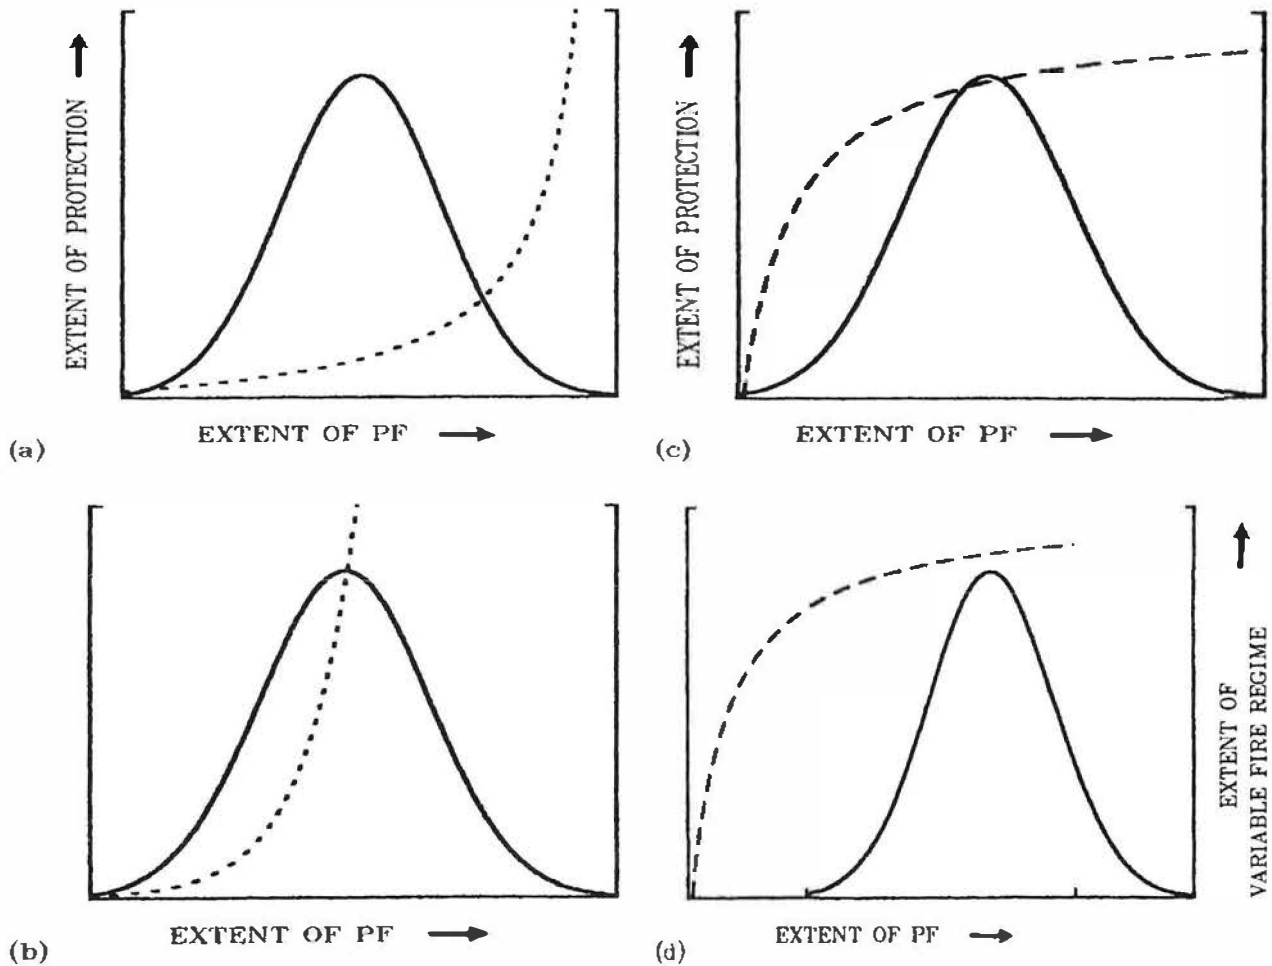 EXTENT OF PROTECTION
EXTENT OF PF
(a)
EXTENT OF PROTECTION
EXTENT OF PF
(c)
EXTENT OF PF
(b)
EXTENT OF
VARIABLE FIRE REGIME
EXTENT OF PF
(d)